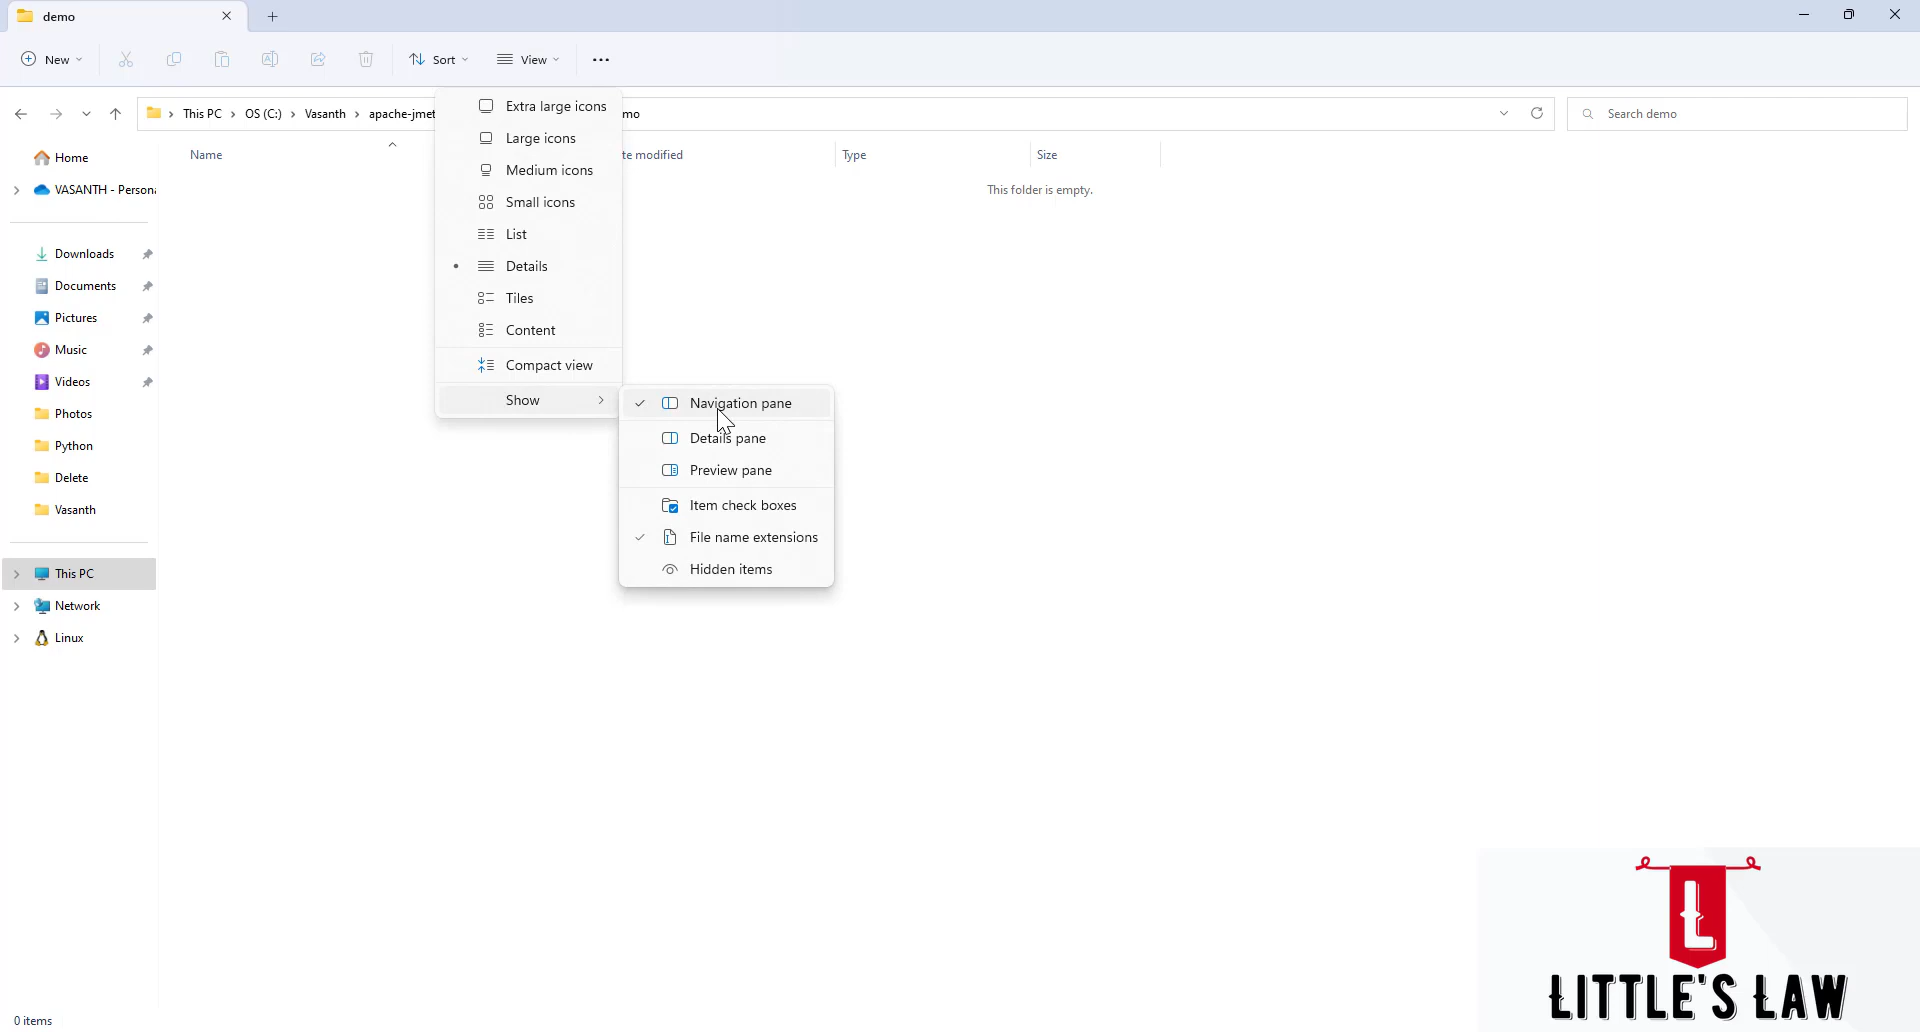 demo
New
Sort
View
This PC
OS (C:)
Vasanth
apache-jmet
mo
Search demo
Name
te modified
Type
Size
This folder is empty.
Home
VASANTH - Persona
Downloads
Documents
Pictures
Music
Videos
Photos
Python
Delete
Vasanth
This PC
Network
Linux
Extra large icons
Large icons
Medium icons
Small icons
List
Details
Tiles
Content
Compact view
Show
Navigation pane
Details pane
Preview pane
Item check boxes
File name extensions
Hidden items
0 items
L
LITTLE'S LAW